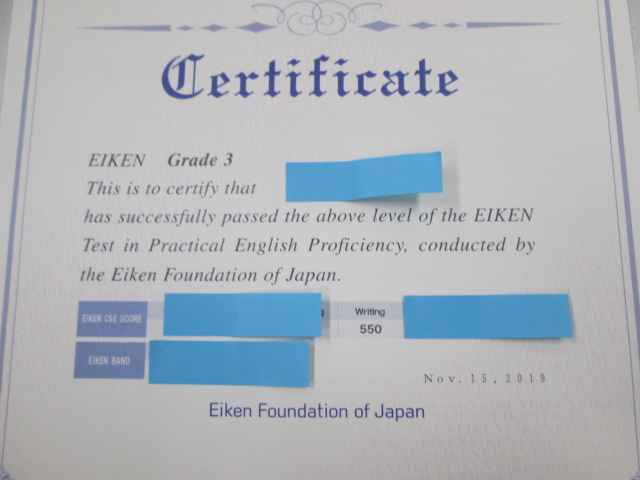 Certificate
EIKEN Grade 3
This is to certify that
has successfully passed the above level of the EIKEN
Test in Practical English Proficiency, conducted by
the Eiken Foundation of Japan.
EIKEN CSE SCORE
Writing
550
EIKEN BAND
Nov. 15, 2019
Eiken Foundation of Japan